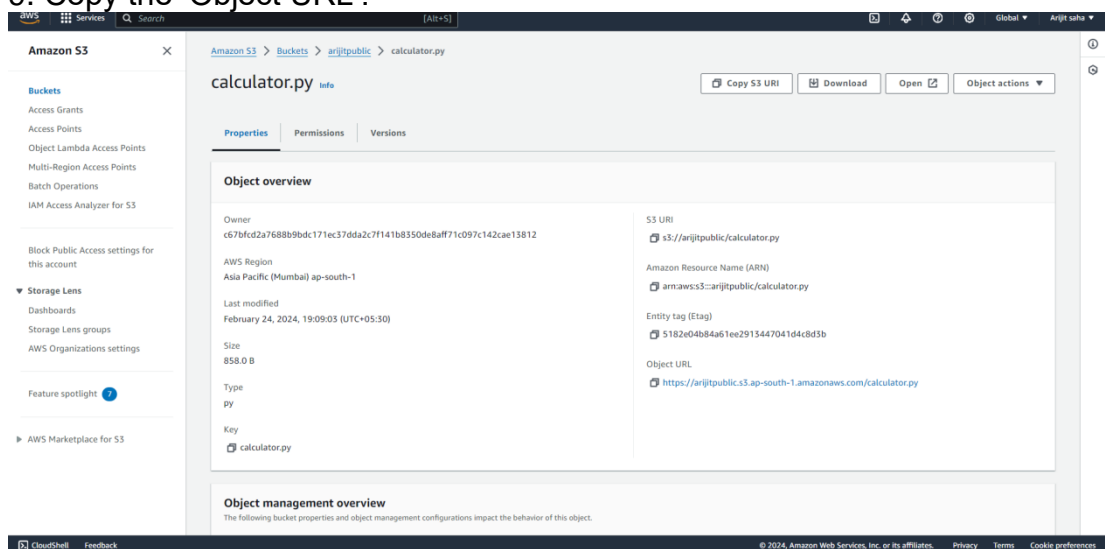 Copy the 'Object URL'.
aws Services Search [Alt+S] Global Arijit saha
Amazon S3
Amazon S3 > Buckets > arijitpublic > calculator.py
calculator.py Info
Copy S3 URI Download Open Object actions
Buckets
Access Grants
Access Points
Object Lambda Access Points
Multi-Region Access Points
Batch Operations
IAM Access Analyzer for S3
Block Public Access settings for
this account
Storage Lens
Dashboards
Storage Lens groups
AWS Organizations settings
Feature spotlight 7
AWS Marketplace for S3
Properties Permissions Versions
Object overview
Owner
c67bfcd2a7688b9bdc171ec37dda2c7f141b8350de8aff71c097c142cae13812
AWS Region
Asia Pacific (Mumbai) ap-south-1
Last modified
February 24, 2024, 19:09:03 (UTC+05:30)
Size
858.0 B
Type
py
Key
calculator.py
S3 URI
s3://arijitpublic/calculator.py
Amazon Resource Name (ARN)
arn:aws:s3:::arijitpublic/calculator.py
Entity tag (Etag)
5182e04b84a61ee2913447041d4c8d3b
Object URL
https://arijitpublic.s3.ap-south-1.amazonaws.com/calculator.py
Object management overview
The following bucket properties and object management configurations impact the behavior of this object.
CloudShell Feedback © 2024, Amazon Web Services, Inc. or its affiliates. Privacy Terms Cookie preferences